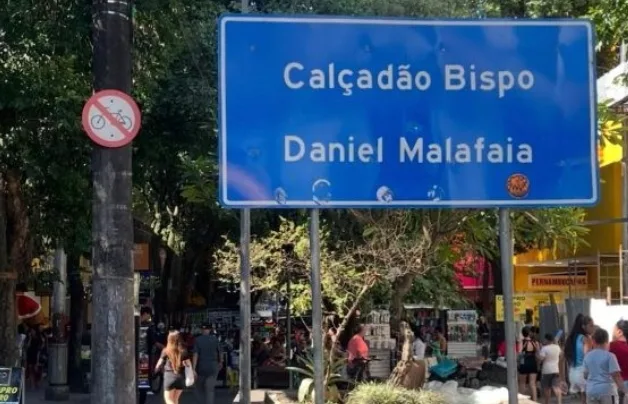 Calçadão Bispo
Daniel Malafaia
PERNAMBUCANAS